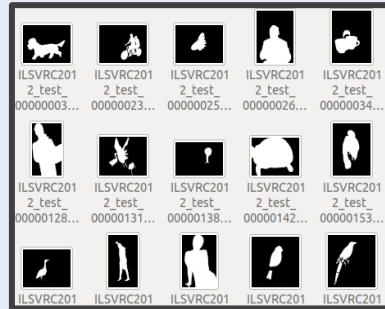 ILSVRC201 ILSVRC201 ILSVRC201 ILSVRC201 ILSVRC201
2_test_ 2_test_ 2_test_ 2_test_ 2_test_
00000003... 00000023... 00000025... 00000026... 00000034...
ILSVRC201 ILSVRC201 ILSVRC201 ILSVRC201 ILSVRC201
2_test_ 2_test_ 2_test_ 2_test_ 2_test_
00000128... 00000131... 00000138... 00000142... 00000153...
ILSVRC201 ILSVRC201 ILSVRC201 ILSVRC201 ILSVRC201